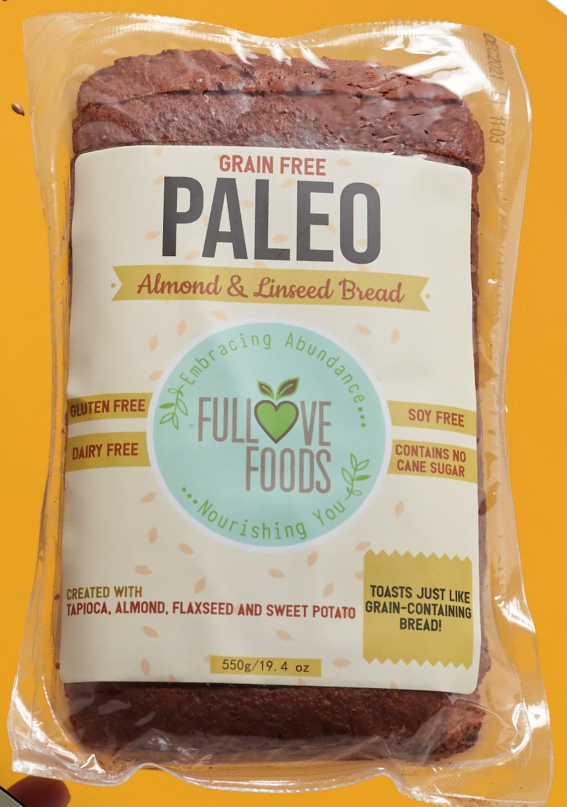 GRAIN FREE
PALEO
Almond & Linseed Bread
Embracing Abundance...
GLUTEN FREE
DAIRY FREE
FULL VE
FOODS
SOY FREE
CONTAINS NO
CANE SUGAR
...Nourishing You
CREATED WITH
TAPIOCA, ALMOND, FLAXSEED AND SWEET POTATO
TOASTS JUST LIKE
GRAIN-CONTAINING
BREAD!
550g/19.4 oz